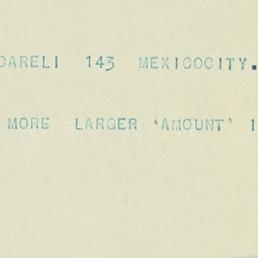 CARELI 143 MEXICOCITY.
MORE LARGER "AMOUNT"